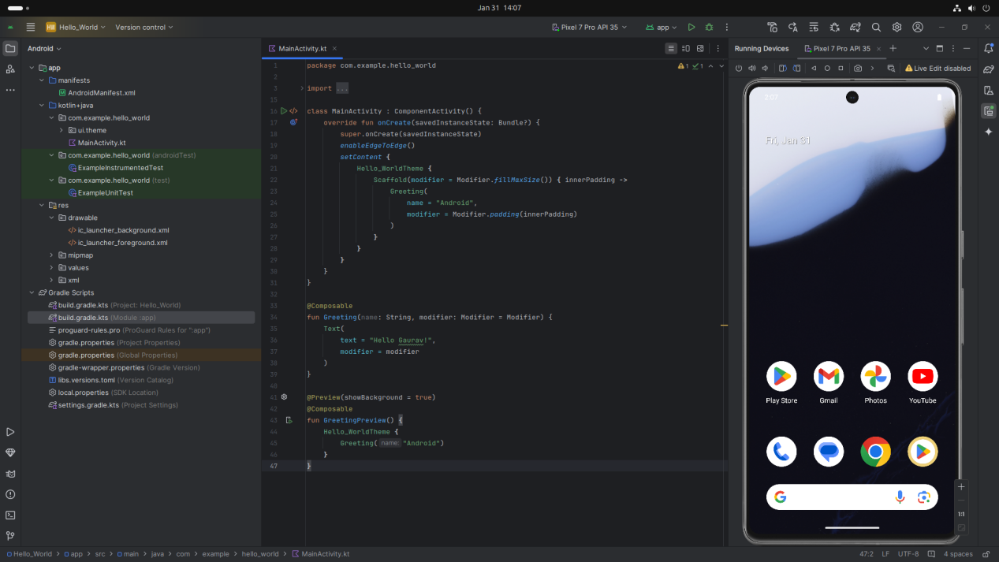 Jan 31 14:07
HW Hello_World Version control Pixel 7 Pro API 35 app
Android
app
manifests
AndroidManifest.xml
kotlin+java
com.example.hello_world
ui.theme
MainActivity.kt
com.example.hello_world (androidTest)
ExampleInstrumentedTest
com.example.hello_world (test)
ExampleUnitTest
res
drawable
ic_launcher_background.xml
ic_launcher_foreground.xml
mipmap
values
xml
Gradle Scripts
build.gradle.kts (Project: Hello_World)
build.gradle.kts (Module :app)
proguard-rules.pro (ProGuard Rules for ":app")
gradle.properties (Project Properties)
gradle.properties (Global Properties)
gradle-wrapper.properties (Gradle Version)
libs.versions.toml (Version Catalog)
local.properties (SDK Location)
settings.gradle.kts (Project Settings)
MainActivity.kt
1 package com.example.hello_world
2
3 import ...
15
16 class MainActivity : ComponentActivity() {
17 override fun onCreate(savedInstanceState: Bundle?) {
18 super.onCreate(savedInstanceState)
19 enableEdgeToEdge()
20 setContent {
21 Hello_WorldTheme {
22 Scaffold(modifier = Modifier.fillMaxSize()) { innerPadding ->
23 Greeting(
24 name = "Android",
25 modifier = Modifier.padding(innerPadding)
26 )
27 }
28 }
29 }
30 }
31 }
32
33 @Composable
34 fun Greeting(name: String, modifier: Modifier = Modifier) {
35 Text(
36 text = "Hello Gaurav!",
37 modifier = modifier
38 )
39 }
40
41 @Preview(showBackground = true)
42 @Composable
43 fun GreetingPreview() {
44 Hello_WorldTheme {
45 Greeting( name: "Android")
46 }
47 }
1 1
Running Devices Pixel 7 Pro API 35
Live Edit disabled
2:07
Fri, Jan 31
Play Store Gmail Photos YouTube
1:1
Hello_World > app > src > main > java > com > example > hello_world > MainActivity.kt
47:2 LF UTF-8 4 spaces